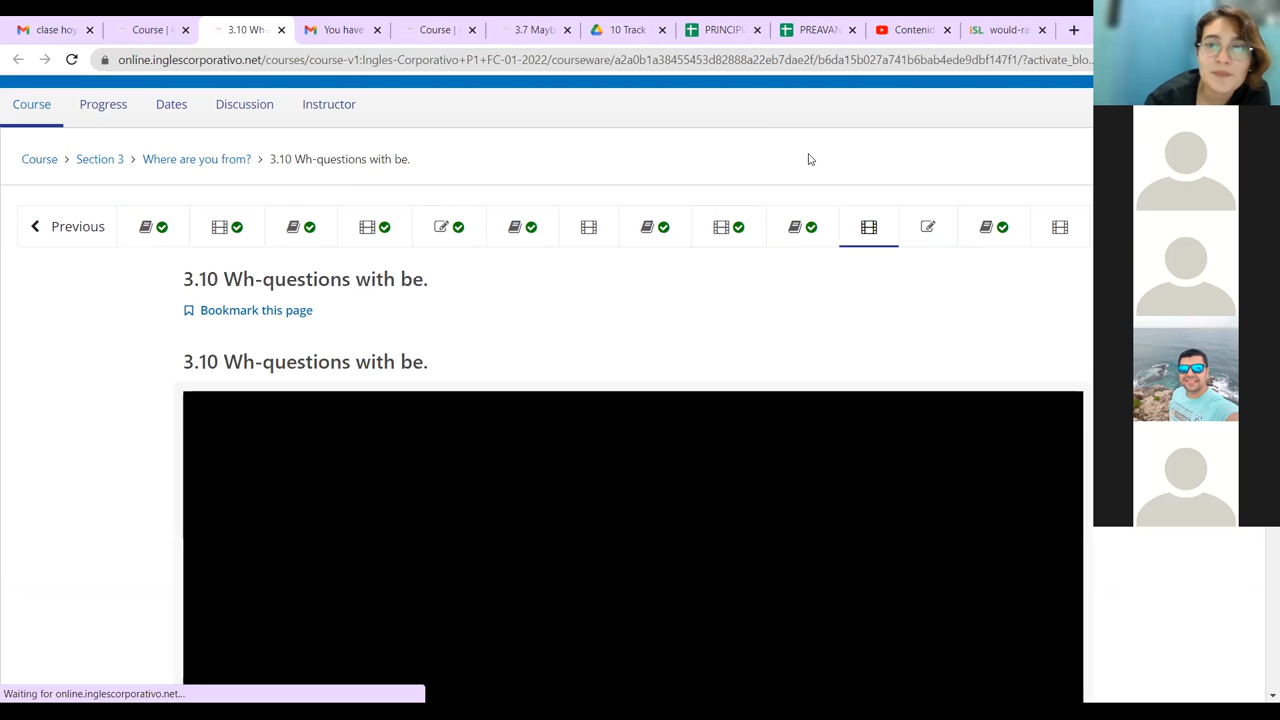 clase ho
Course |
3.10 Wh-
You have
Course |
3.7 Mayb
10 Track
PRINCIPI
PREAVAN
Contenid
iSL would-ra
online.inglescorporativo.net/courses/course-v1:Ingles-Corporativo+P1+FC-01-2022/courseware/a2a0b1a38455453d82888a22eb7dae2f/b6da15b027a741b6bab4ede9dbf147f1/?activate_blo...
Course Progress Dates Discussion Instructor
Course > Section 3 > Where are you from? > 3.10 Wh-questions with be.
Previous
3.10 Wh-questions with be.
Bookmark this page
3.10 Wh-questions with be.
Waiting for online.inglescorporativo.net...